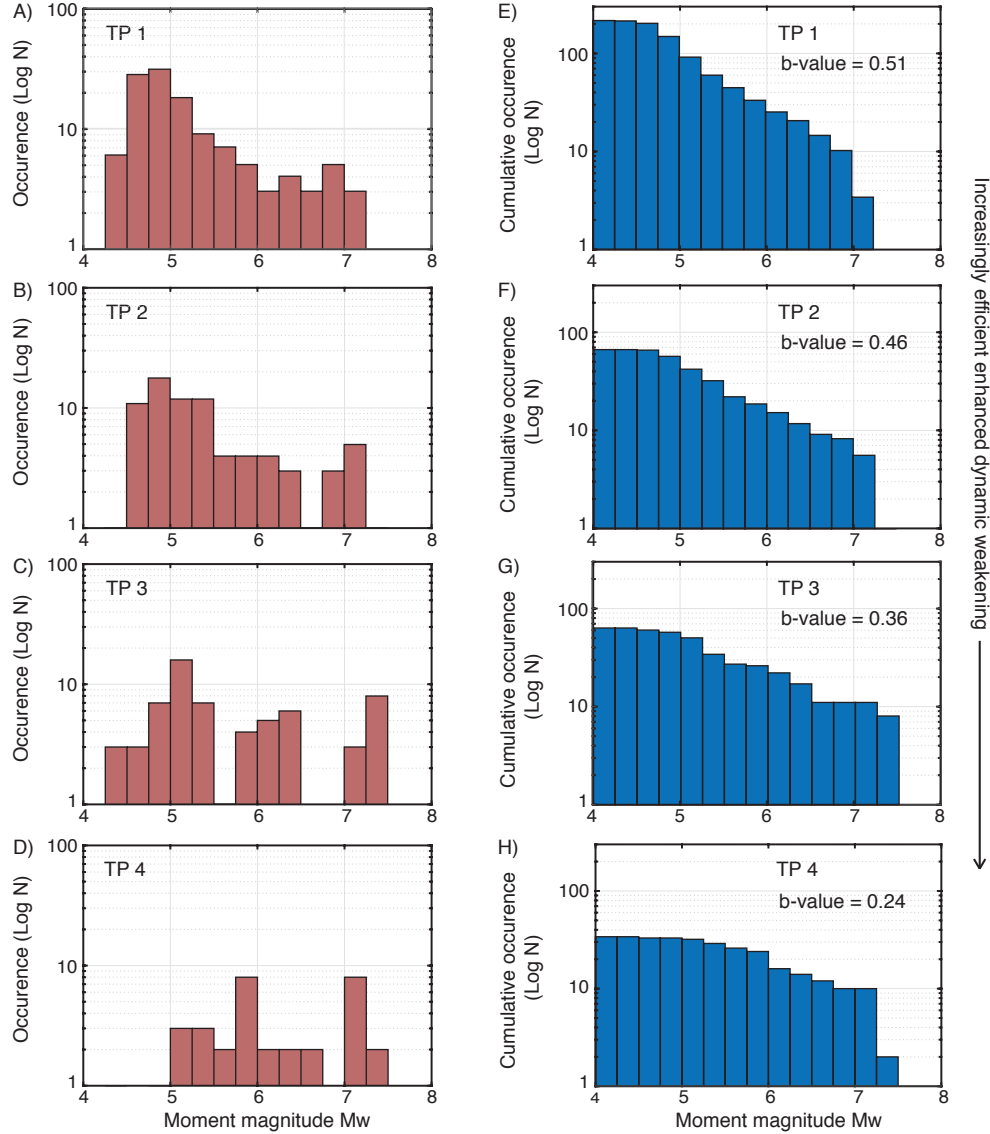 A)
TP 1
Occurence (Log N)
100
10
1
4 5 6 7 8
B)
TP 2
Occurence (Log N)
100
10
1
4 5 6 7 8
C)
TP 3
Occurence (Log N)
100
10
1
4 5 6 7 8
D)
TP 4
Occurence (Log N)
100
10
1
4 5 6 7 8
Moment magnitude Mw
E)
TP 1
b-value = 0.51
Cumulative occurence
(Log N)
100
10
1
4 5 6 7 8
F)
TP 2
b-value = 0.46
Cumulative occurence
(Log N)
100
10
1
4 5 6 7 8
G)
TP 3
b-value = 0.36
Cumulative occurence
(Log N)
100
10
1
4 5 6 7 8
H)
TP 4
b-value = 0.24
Cumulative occurence
(Log N)
100
10
1
4 5 6 7 8
Moment magnitude Mw
Increasingly efficient enhanced dynamic weakening